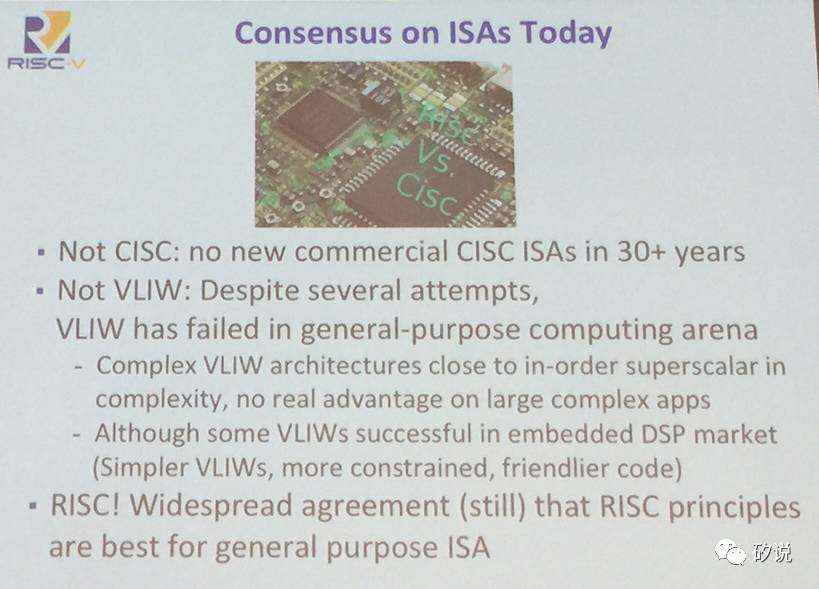 RISC-V
Consensus on ISAs Today
Risc
Vs.
Cisc
▪ Not CISC: no new commercial CISC ISAs in 30+ years
▪ Not VLIW: Despite several attempts,
VLIW has failed in general-purpose computing arena
- Complex VLIW architectures close to in-order superscalar in
complexity, no real advantage on large complex apps
- Although some VLIWs successful in embedded DSP market
(Simpler VLIWs, more constrained, friendlier code)
▪ RISC! Widespread agreement (still) that RISC principles
are best for general purpose ISA
矽说